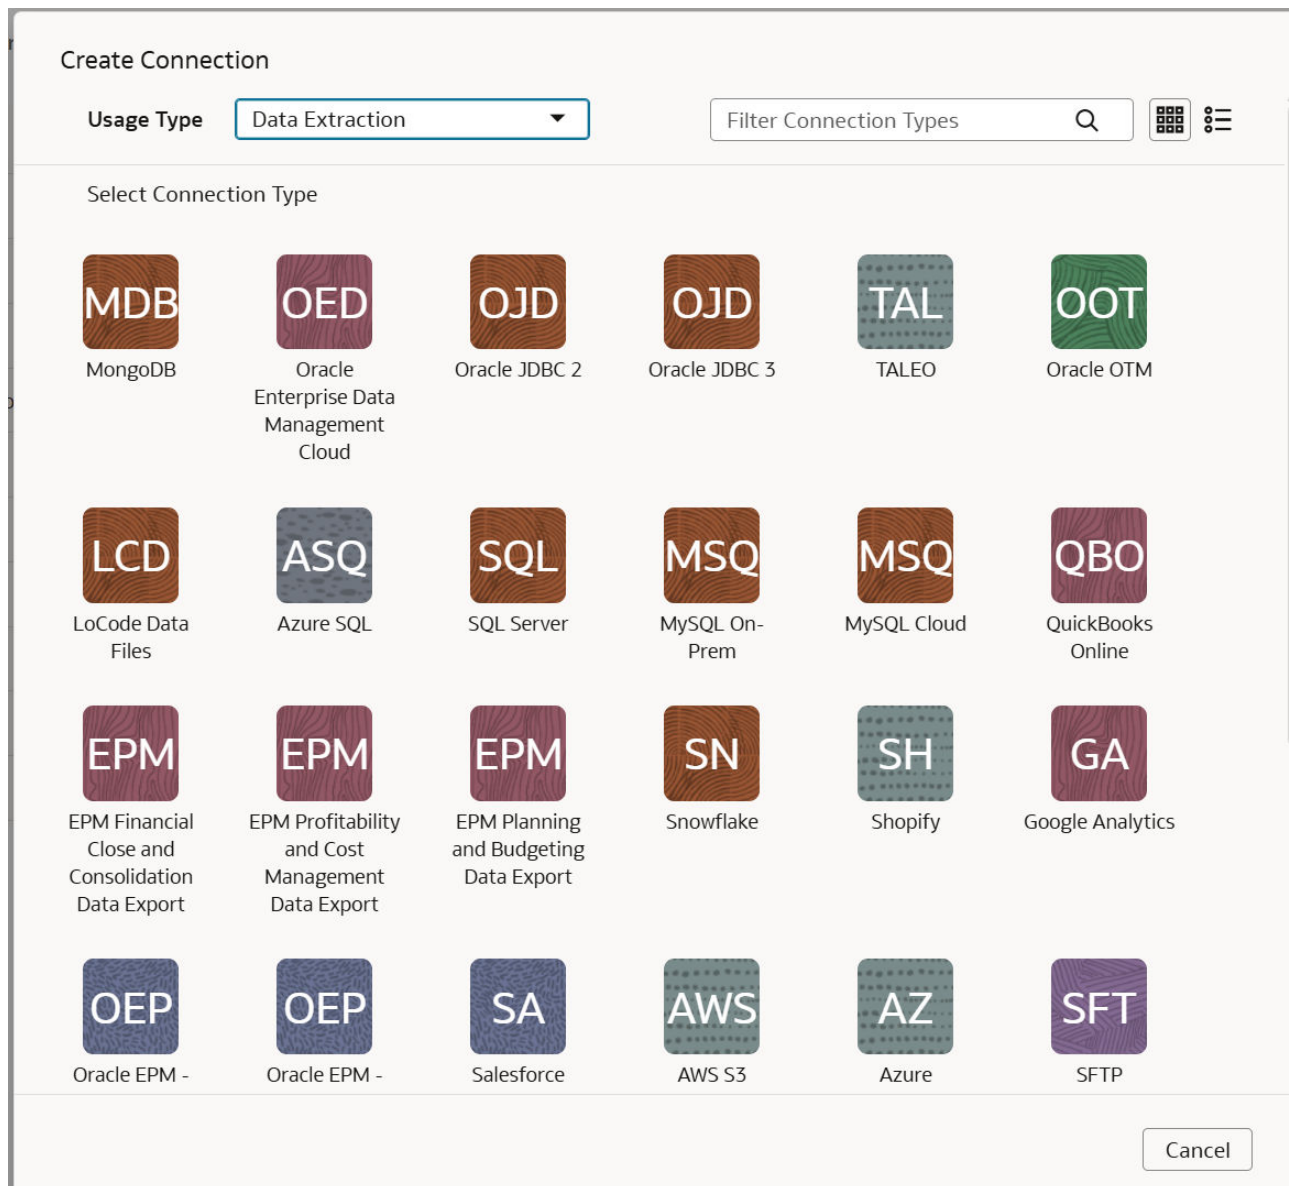 Create Connection
Usage Type
Data Extraction
Filter Connection Types
Select Connection Type
MDB
MongoDB
OED
Oracle
Enterprise Data
Management
Cloud
OJD
Oracle JDBC 2
OJD
Oracle JDBC 3
TAL
TALEO
OOT
Oracle OTM
LCD
LoCode Data
Files
ASQ
Azure SQL
SQL
SQL Server
MSQ
MySQL On-
Prem
MSQ
MySQL Cloud
QBO
QuickBooks
Online
EPM
EPM Financial
Close and
Consolidation
Data Export
EPM
EPM Profitability
and Cost
Management
Data Export
EPM
EPM Planning
and Budgeting
Data Export
SN
Snowflake
SH
Shopify
GA
Google Analytics
OEP
Oracle EPM -
OEP
Oracle EPM -
SA
Salesforce
AWS
AWS S3
AZ
Azure
SFT
SFTP
Cancel